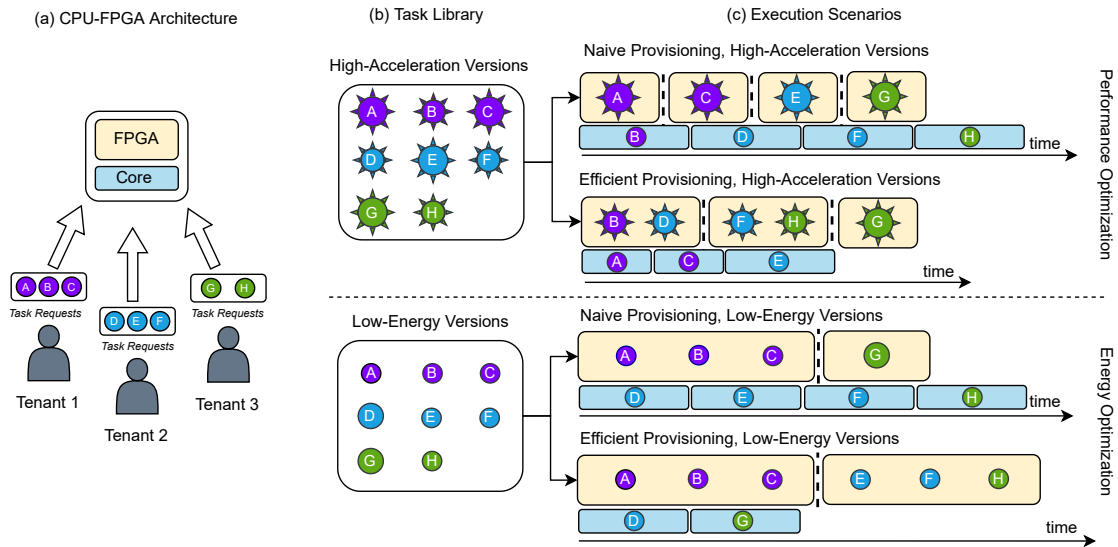 (a) CPU-FPGA Architecture
FPGA
Core
A B C
Task Requests
Tenant 1
D E F
Task Requests
Tenant 2
G H
Task Requests
Tenant 3
(b) Task Library
High-Acceleration Versions
A B C
D E F
G H
Low-Energy Versions
A B C
D E F
G H
(c) Execution Scenarios
Naive Provisioning, High-Acceleration Versions
A C E G
B D F H
time
Efficient Provisioning, High-Acceleration Versions
B D F H G
A C E
time
Performance Optimization
Naive Provisioning, Low-Energy Versions
A B C G
D E F H
time
Efficient Provisioning, Low-Energy Versions
A B C E F H
D G
time
Energy Optimization